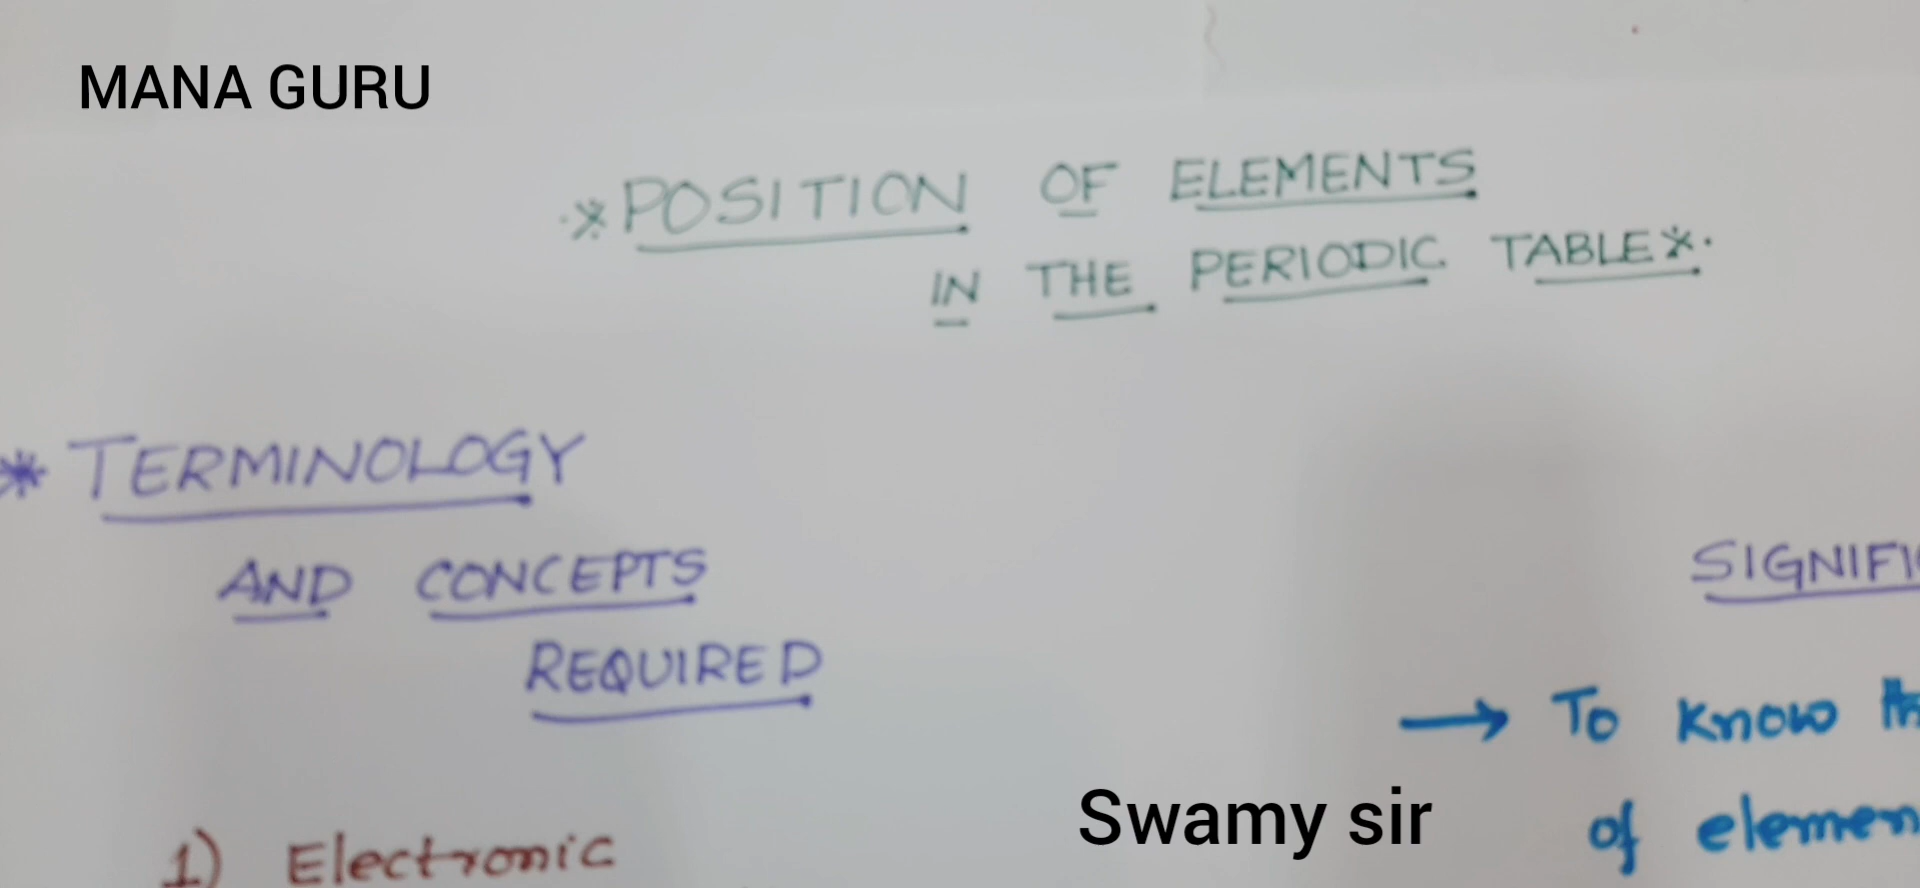 MANA GURU
*POSITION OF ELEMENTS
IN THE PERIODIC TABLE*
* TERMINOLOGY
AND CONCEPTS
REQUIRED
1) Electronic
→ To know
of
Swamy sir